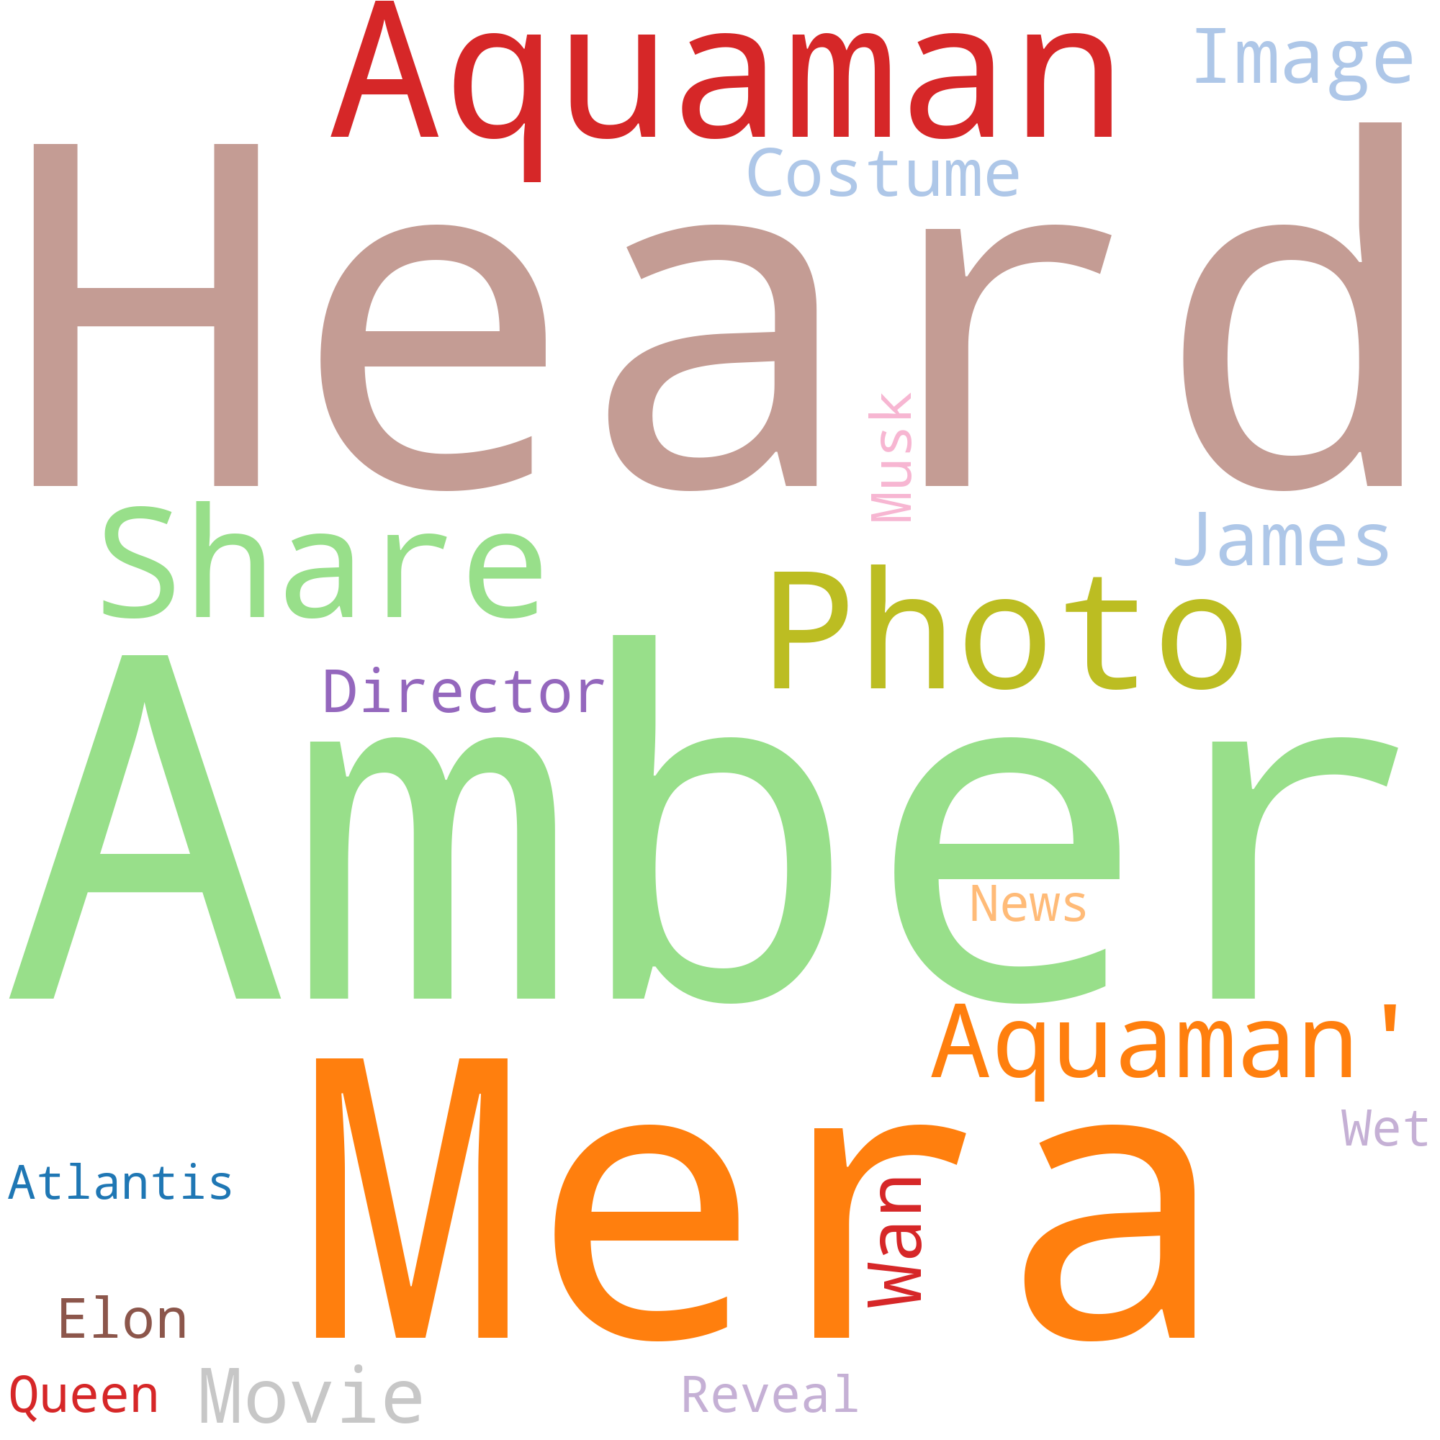 Aquaman
Image
Costume
Heard
Musk
Share
James
Photo
Director
Amber
News
Aquaman'
Mera
Wet
Atlantis
Wan
Elon
Queen
Movie
Reveal